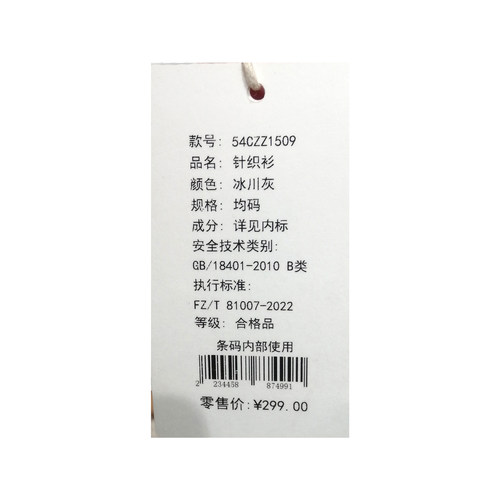 款号: 54CZZ1509
品名: 针织衫
颜色: 冰川灰
规格: 均码
成分: 详见内标
安全技术类别:
GB/18401-2010 B类
执行标准:
FZ/T 81007-2022
等级: 合格品
条码内部使用
2 234458 874991
零售价:¥299.00